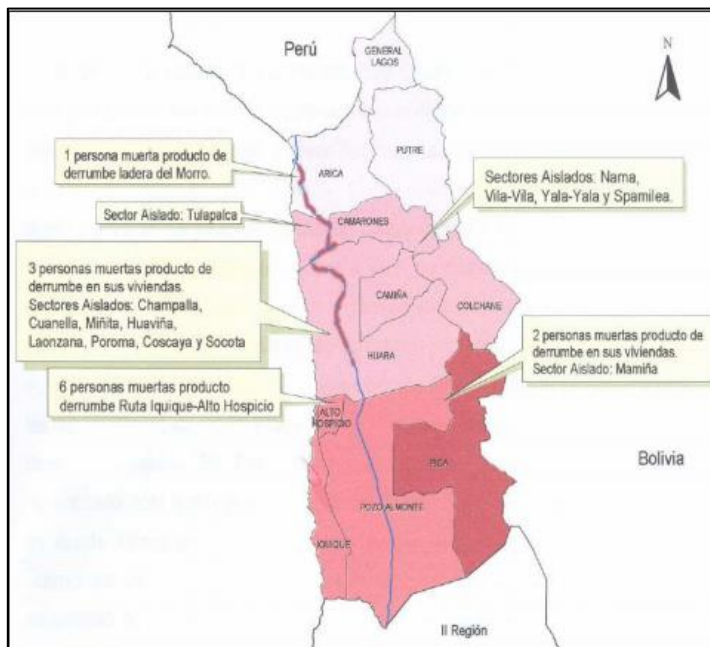 Perú
GENERAL
LAGOS
N
PUTRE
1 persona muerta producto de
derrumbe ladera del Morro.
ARICA
Sectores Aislados: Nama,
Vila-Vila, Yala-Yala y Spamilea.
Sector Aislado: Tulapalca
CAMARONES
3 personas muertas producto de
derrumbe en sus viviendas.
Sectores Aislados: Champalla,
Cuanella, Miñita, Huaviña,
Laonzana, Poroma, Coscaya y Socota
CAMIÑA
COLCHANE
HUARA
2 personas muertas producto de
derrumbe en sus viviendas.
Sector Aislado: Mamiña
6 personas muertas producto
derrumbe Ruta Iquique-Alto Hospicio
ALTO
HOSPICIO
PICA
Bolivia
POZO ALMONTE
IQUIQUE
II Región